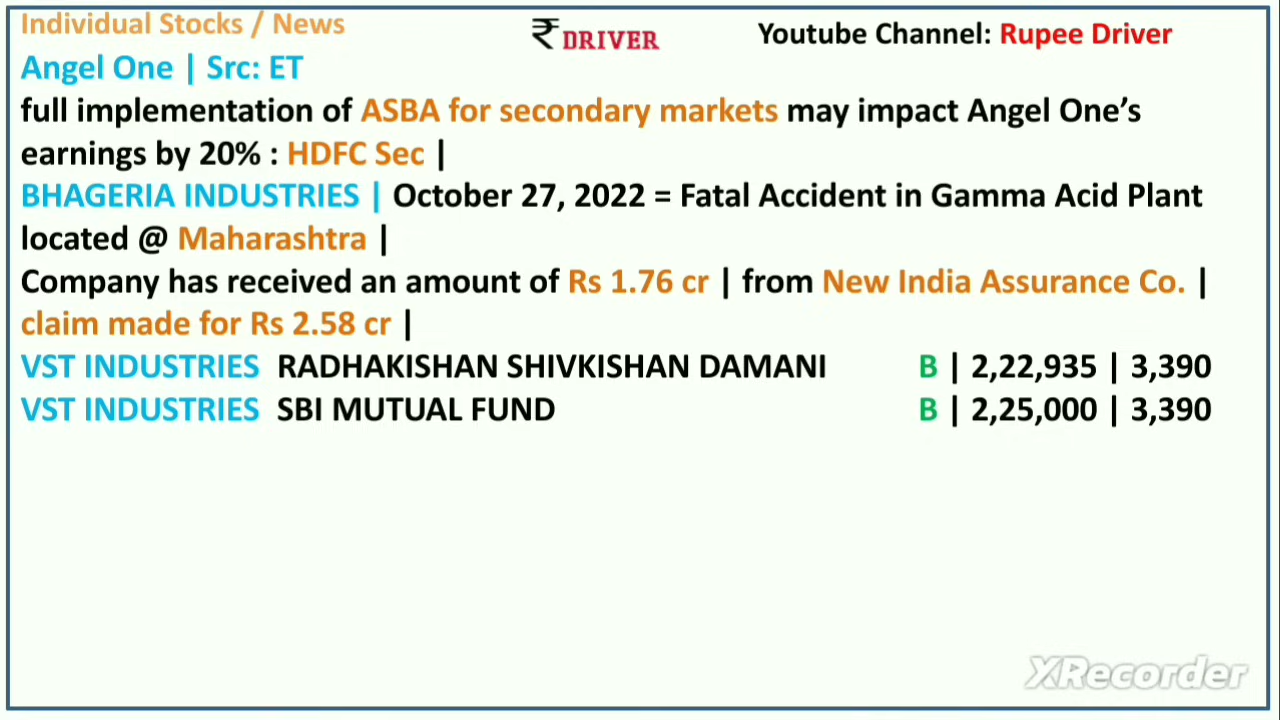 Individual Stocks / News
₹ DRIVER
Youtube Channel: Rupee Driver
Angel One | Src: ET
full implementation of ASBA for secondary markets may impact Angel One’s
earnings by 20% : HDFC Sec |
BHAGERIA INDUSTRIES | October 27, 2022 = Fatal Accident in Gamma Acid Plant
located @ Maharashtra |
Company has received an amount of Rs 1.76 cr | from New India Assurance Co. |
claim made for Rs 2.58 cr |
VST INDUSTRIES RADHAKISHAN SHIVKISHAN DAMANI B | 2,22,935 | 3,390
VST INDUSTRIES SBI MUTUAL FUND B | 2,25,000 | 3,390
XRecorder